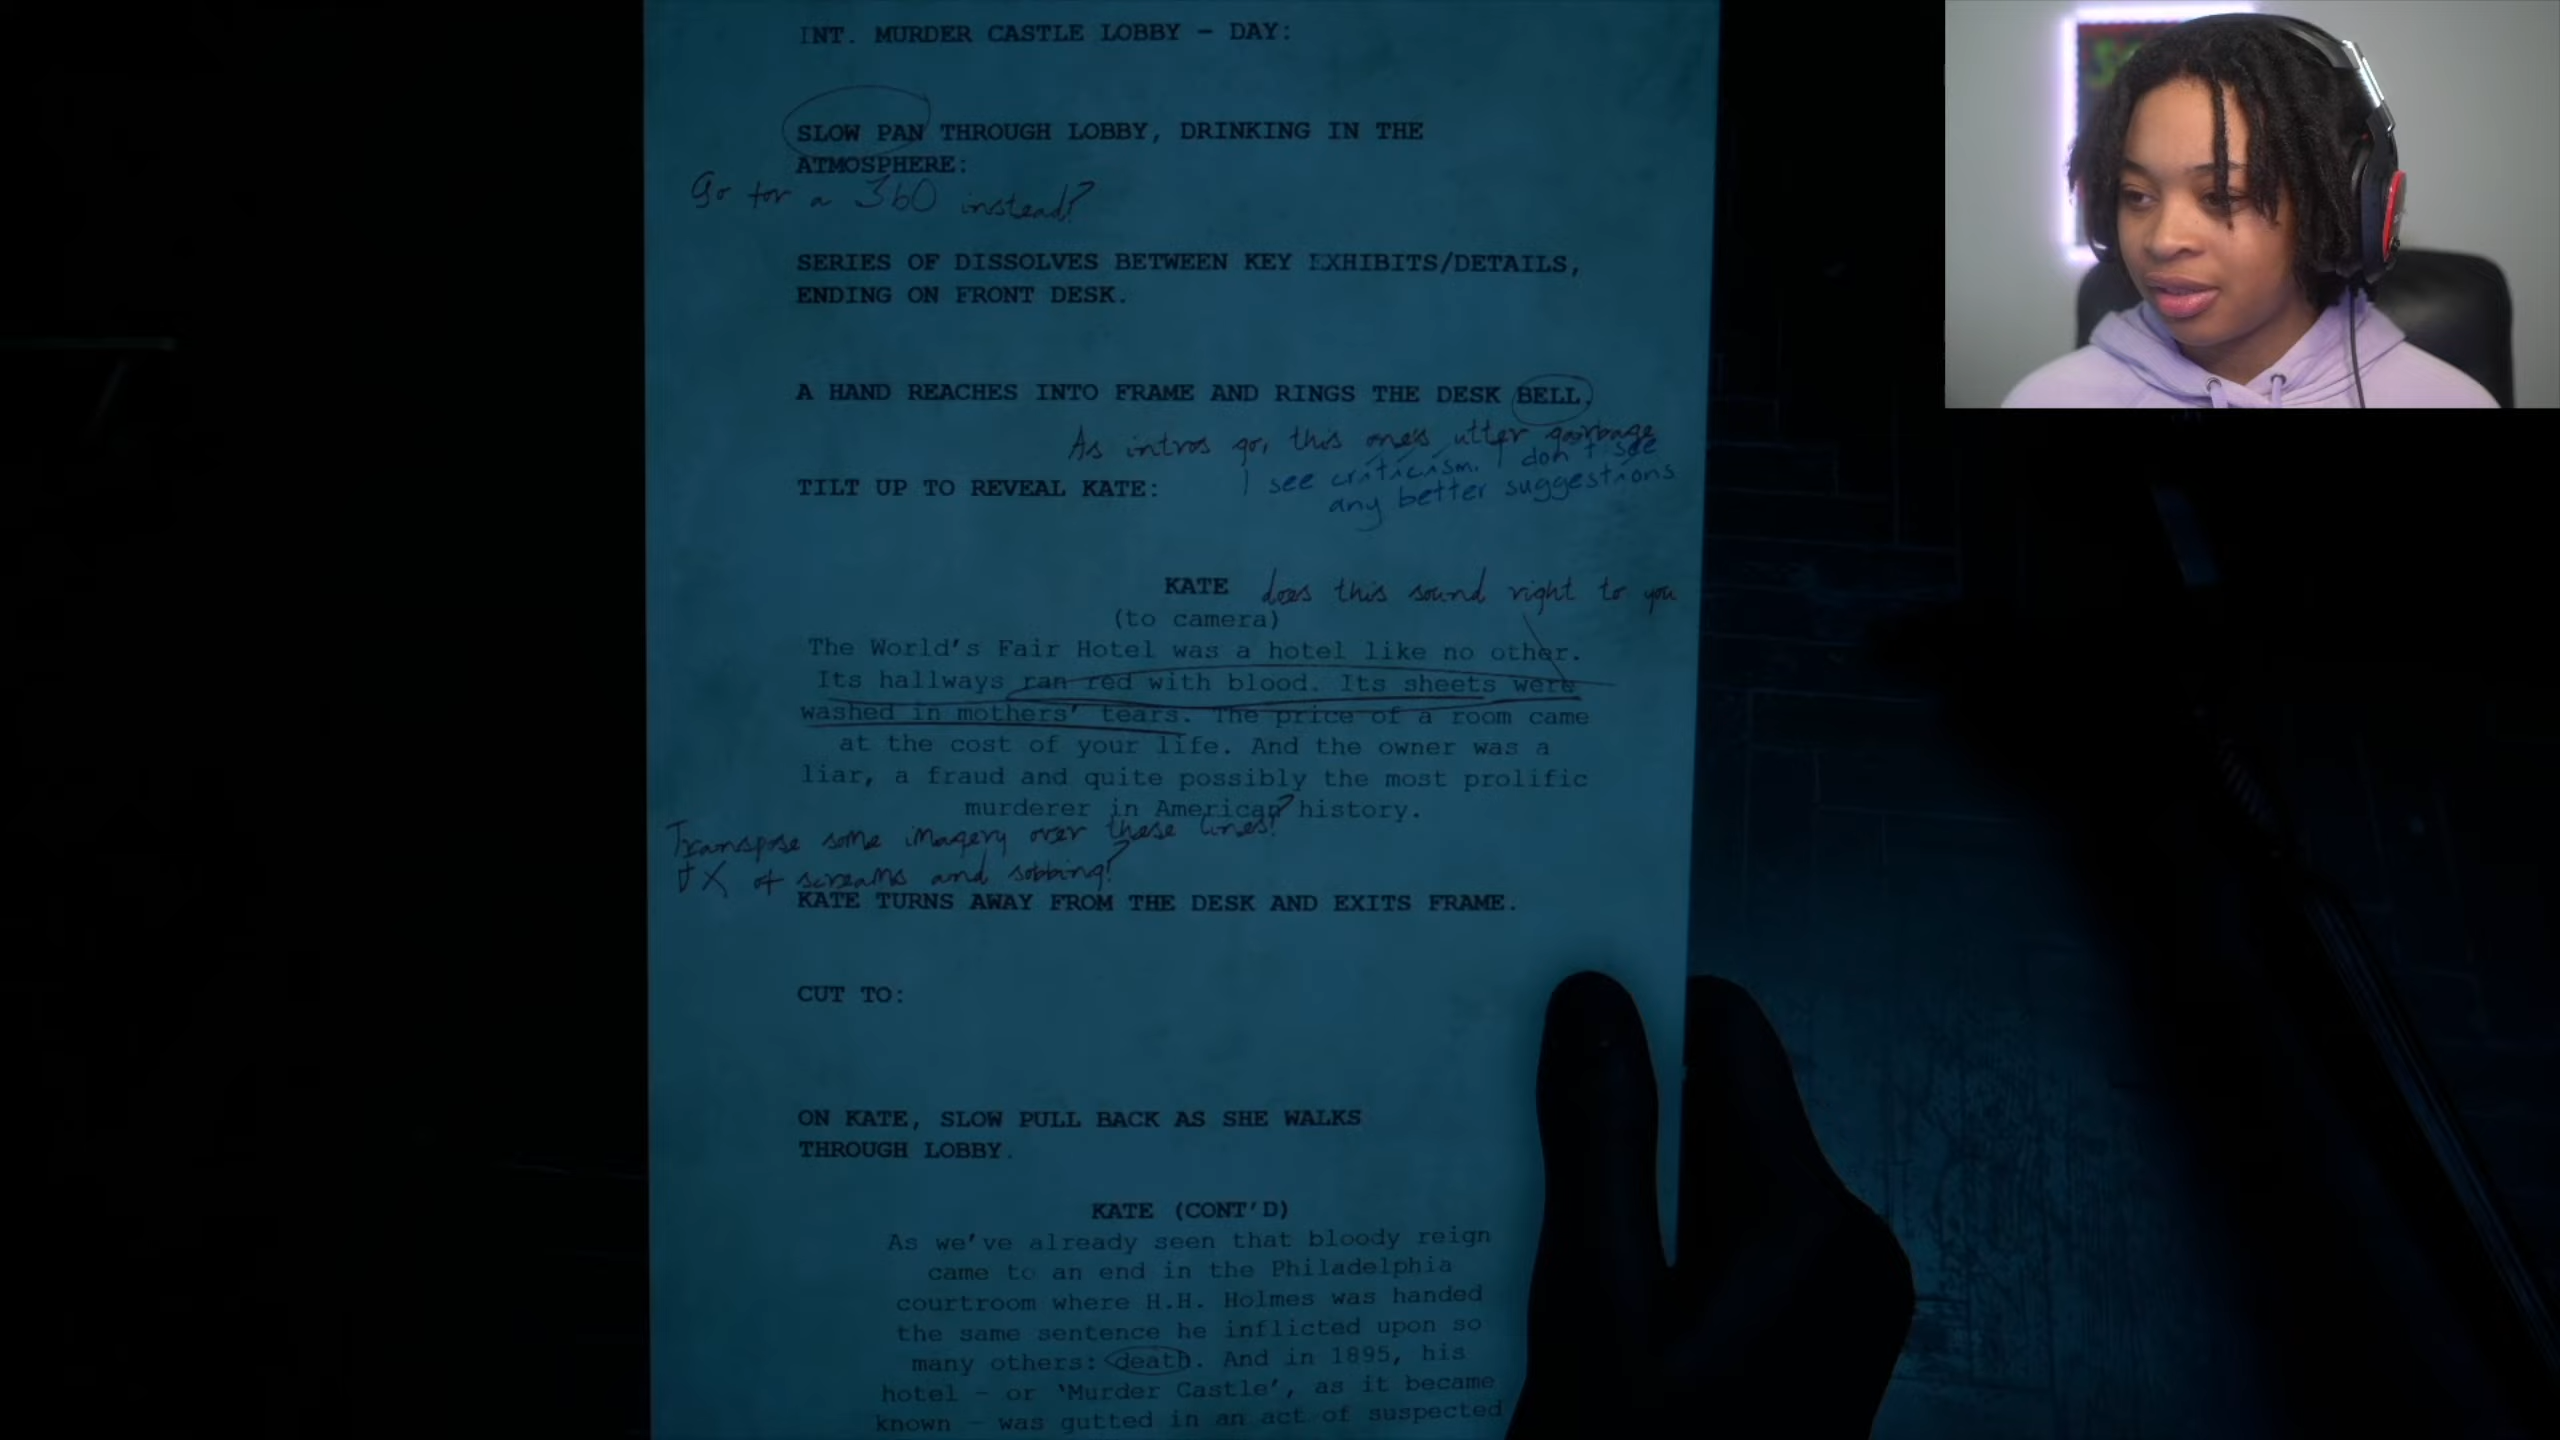 INT. MURDER CASTLE LOBBY – DAY:
SLOW PAN THROUGH LOBBY, DRINKING IN THE
ATMOSPHERE:
Go for a 360 instead?
SERIES OF DISSOLVES BETWEEN KEY EXHIBITS/DETAILS,
ENDING ON FRONT DESK.
A HAND REACHES INTO FRAME AND RINGS THE DESK BELL.
As intros go, this one's utter garbage
I see criticism. I don't see
any better suggestions
TILT UP TO REVEAL KATE:
KATE does this sound right to you
(to camera)
The World's Fair Hotel was a hotel like no other.
Its hallways ran red with blood. Its sheets were
washed in mothers' tears. The price of a room came
at the cost of your life. And the owner was a
liar, a fraud and quite possibly the most prolific
murderer in American history.
Transpose some imagery over these lines?
FX of screams and sobbing?
KATE TURNS AWAY FROM THE DESK AND EXITS FRAME.
CUT TO:
ON KATE, SLOW PULL BACK AS SHE WALKS
THROUGH LOBBY.
KATE (CONT'D)
As we've already seen that bloody reign
came to an end in the Philadelphia
courtroom where H.H. Holmes was handed
the same sentence he inflicted upon so
many others: death. And in 1895, his
hotel – or 'Murder Castle', as it became
known – was gutted in an act of suspected